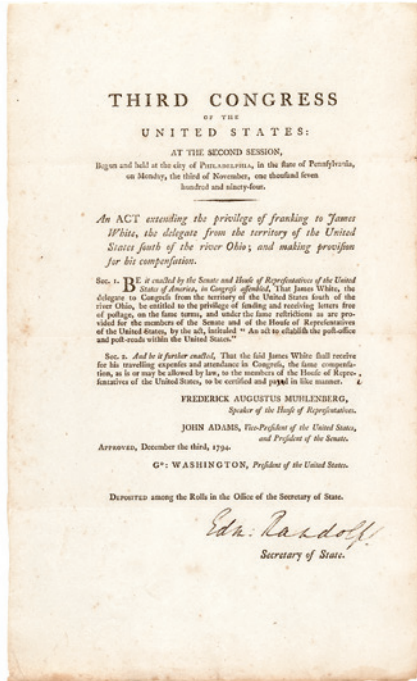 THIRD CONGRESS
OF THE
UNITED STATES:
AT THE SECOND SESSION,
Begun and held at the city of PHILADELPHIA, in the state of Pennsylvania,
on Monday, the third of November, one thousand seven
hundred and ninety-four.
An ACT extending the privilege of franking to James
White, the delegate from the territory of the United
States south of the river Ohio; and making provision
for his compensation.
SEC. 1. BE it enacted by the Senate and House of Representatives of the United
States of America, in Congress assembled, That James White, the
delegate to Congress from the territory of the United States south of the
river Ohio, be entitled to the privilege of sending and receiving letters free
of postage, on the same terms, and under the same restrictions as are pro-
vided for the members of the Senate and of the House of Representatives
of the United States, by the act, intituled " An act to establish the post-office
and post-roads within the United States."
SEC. 2. And be it further enacted, That the said James White shall receive
for his travelling expenses and attendance in Congress, the same compensa-
tion, as is or may be allowed by law, to the members of the House of Repre-
sentatives of the United States, to be certified and payed in like manner.
FREDERICK AUGUSTUS MUHLENBERG,
Speaker of the House of Representatives.
JOHN ADAMS, Vice-President of the United States,
and President of the Senate.
APPROVED, December the third, 1794.
Go: WASHINGTON, President of the United States.
DEPOSITED among the Rolls in the Office of the Secretary of State.
Edm: Randolph
Secretary of State.